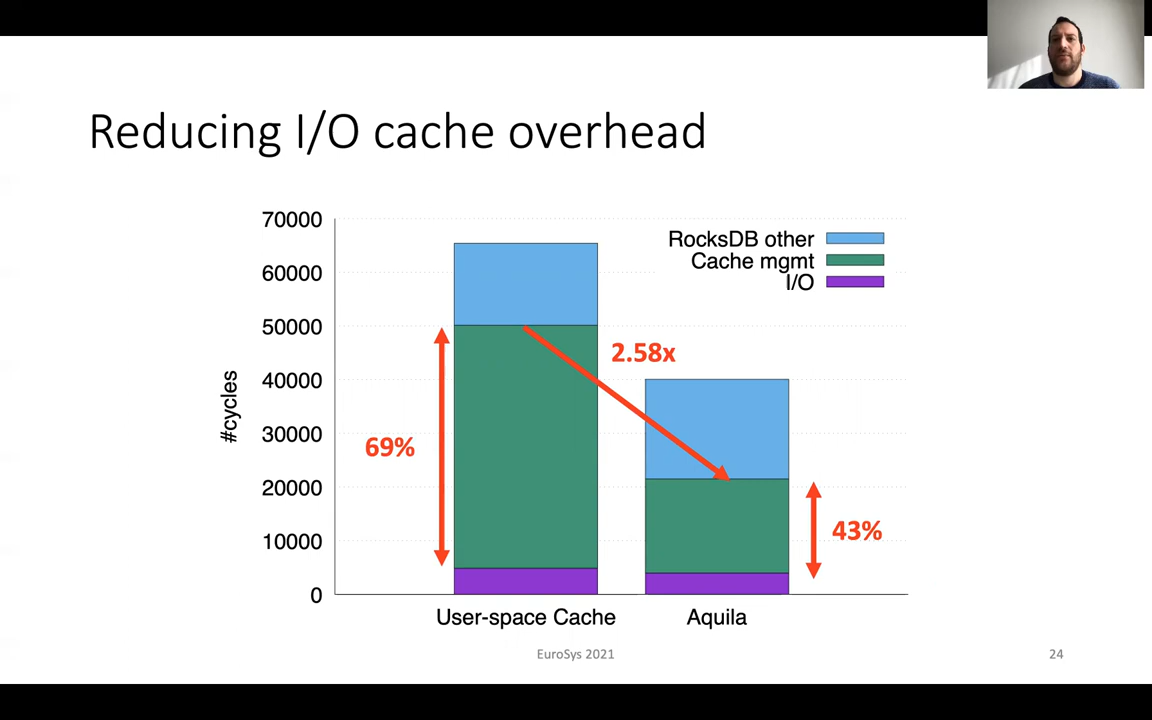 Reducing I/O cache overhead
70000
60000
50000
40000
30000
20000
10000
0
#cycles
RocksDB other
Cache mgmt
I/O
2.58x
69%
43%
User-space Cache
Aquila
EuroSys 2021
24